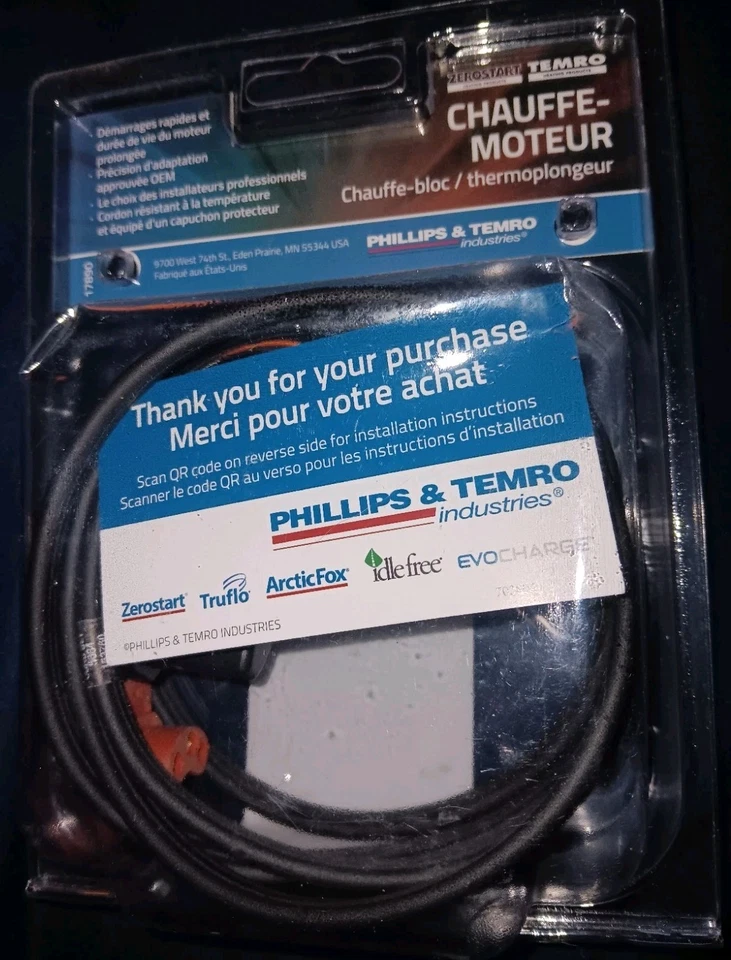 ZEROSTART TEMRO
CHAUFFE-
MOTEUR
Chauffe-bloc / thermoplongeur
· Démarrages rapides et
durée de vie du moteur
prolongée
· Précision d'adaptation
approuvée OEM
· Le choix des installateurs professionnels
· Cordon résistant à la température
et équipé d'un capuchon protecteur
17890
9700 West 74th St., Eden Prairie, MN 55344 USA
Fabriqué aux États-Unis
PHILLIPS & TEMRO
industries®
Thank you for your purchase
Merci pour votre achat
Scan QR code on reverse side for installation instructions
Scanner le code QR au verso pour les instructions d'installation
PHILLIPS & TEMRO
industries®
Zerostart® Truflo® ArcticFox® idlefree® EVOCHARGE®
©PHILLIPS & TEMRO INDUSTRIES